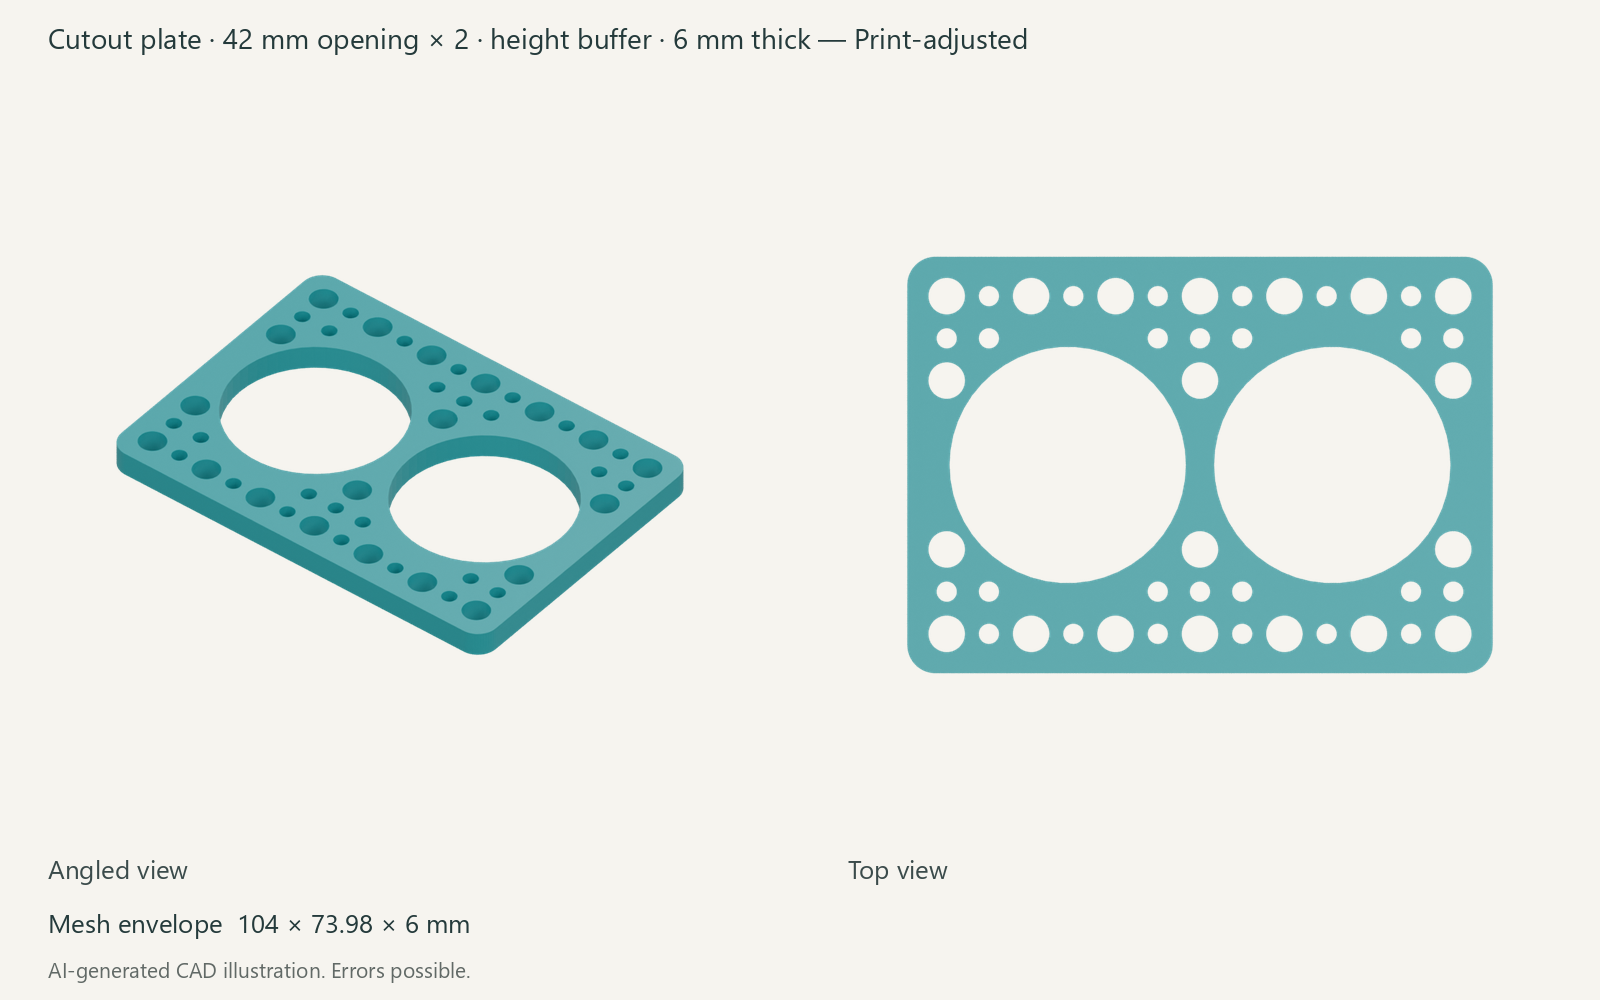 Cutout plate · 42 mm opening × 2 · height buffer · 6 mm thick — Print-adjusted
Angled view
Top view
Mesh envelope 104 × 73.98 × 6 mm
AI-generated CAD illustration. Errors possible.